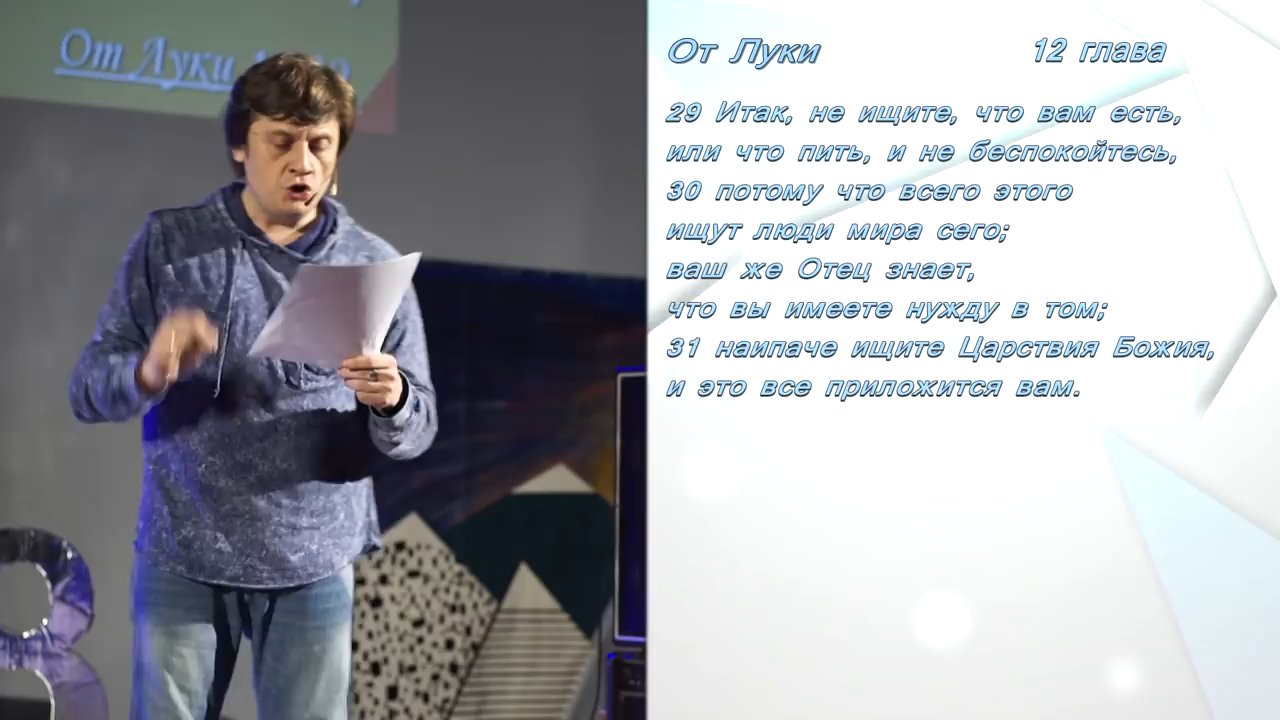 От Луки
От Луки 12 глава
29 Итак, не ищите, что вам есть,
или что пить, и не беспокойтесь,
30 потому что всего этого
ищут люди мира сего;
ваш же Отец знает,
что вы имеете нужду в том;
31 наипаче ищите Царствия Божия,
и это все приложится вам.